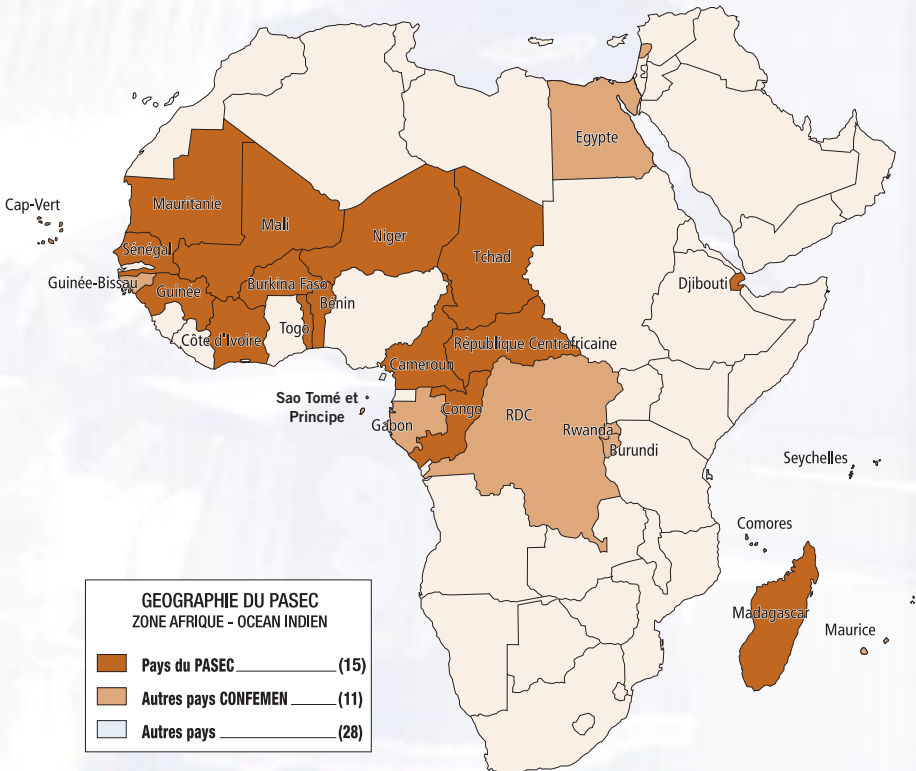 Egypte
Cap-Vert
Mauritanie
Mali
Niger
Tchad
Sénégal
Guinée-Bissau
Guinée
Burkina Faso
Bénin
Djibouti
Côte d'Ivoire
Togo
République Centrafricaine
Cameroun
Sao Tomé et
Principe
Congo
Gabon
RDC
Rwanda
Burundi
Seychelles
Comores
Madagascar
Maurice
GEOGRAPHIE DU PASEC
ZONE AFRIQUE - OCEAN INDIEN
Pays du PASEC (15)
Autres pays CONFEMEN (11)
Autres pays (28)